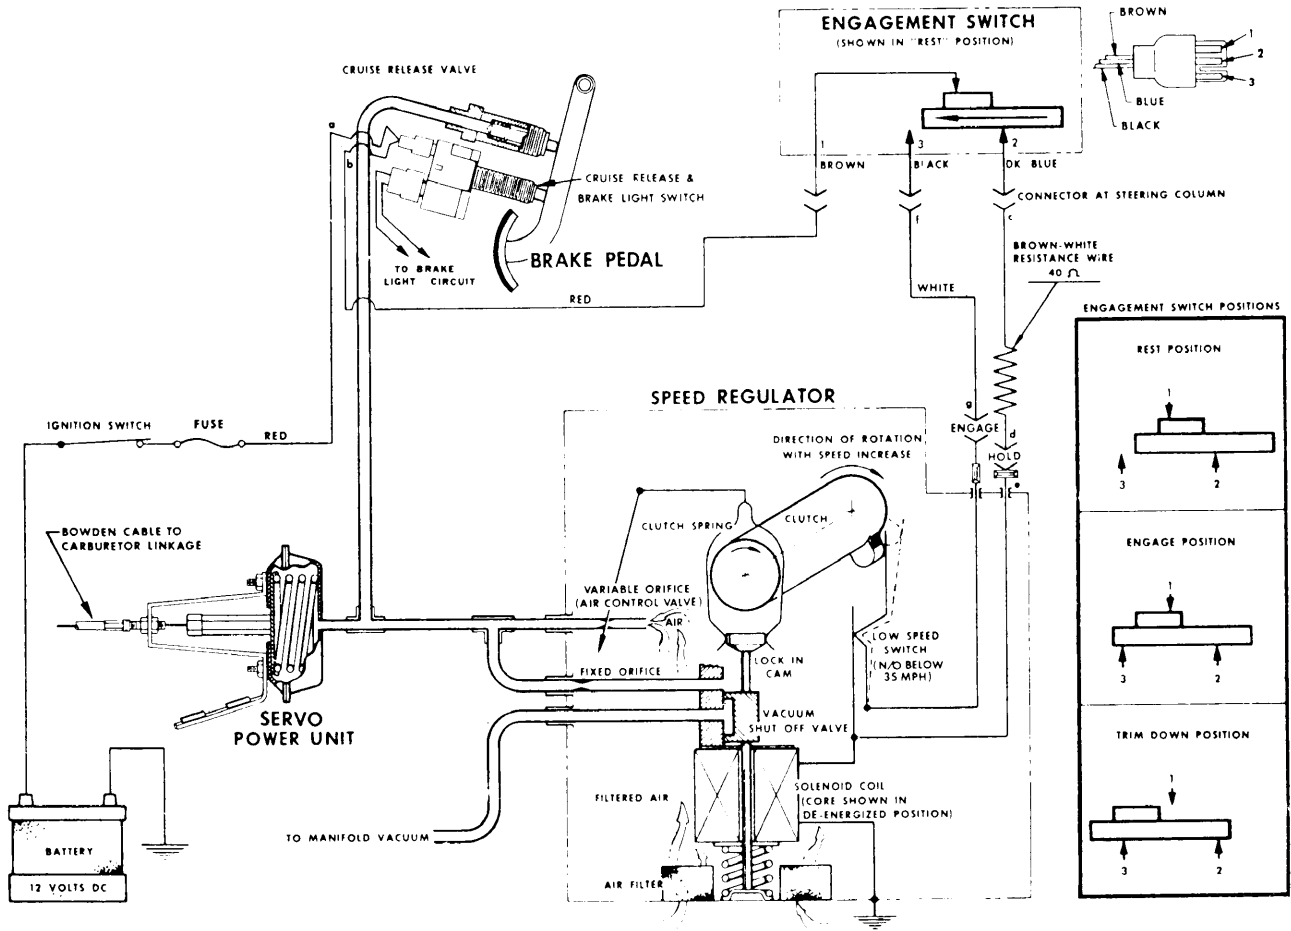 ENGAGEMENT SWITCH
(SHOWN IN "REST" POSITION)
BROWN
1
2
3
BLUE
BLACK
CRUISE RELEASE VALVE
a
b
CRUISE RELEASE &
BRAKE LIGHT SWITCH
TO BRAKE
LIGHT CIRCUIT
BRAKE PEDAL
RED
1
BROWN
3
BLACK
2
DK BLUE
CONNECTOR AT STEERING COLUMN
f
c
BROWN-WHITE
RESISTANCE WIRE
40 Ω
WHITE
ENGAGEMENT SWITCH POSITIONS
REST POSITION
1
3
2
ENGAGE POSITION
1
3
2
TRIM DOWN POSITION
1
3
2
IGNITION SWITCH
FUSE
RED
SPEED REGULATOR
g
ENGAGE
d
HOLD
e
DIRECTION OF ROTATION
WITH SPEED INCREASE
CLUTCH SPRING
CLUTCH
BOWDEN CABLE TO
CARBURETOR LINKAGE
VARIABLE ORIFICE
(AIR CONTROL VALVE)
AIR
LOW SPEED
SWITCH
(N/O BELOW
35 MPH)
FIXED ORIFICE
LOCK IN
CAM
SERVO
POWER UNIT
VACUUM
SHUT OFF VALVE
SOLENOID COIL
(CORE SHOWN IN
DE-ENERGIZED POSITION)
FILTERED AIR
TO MANIFOLD VACUUM
AIR FILTER
BATTERY
12 VOLTS DC